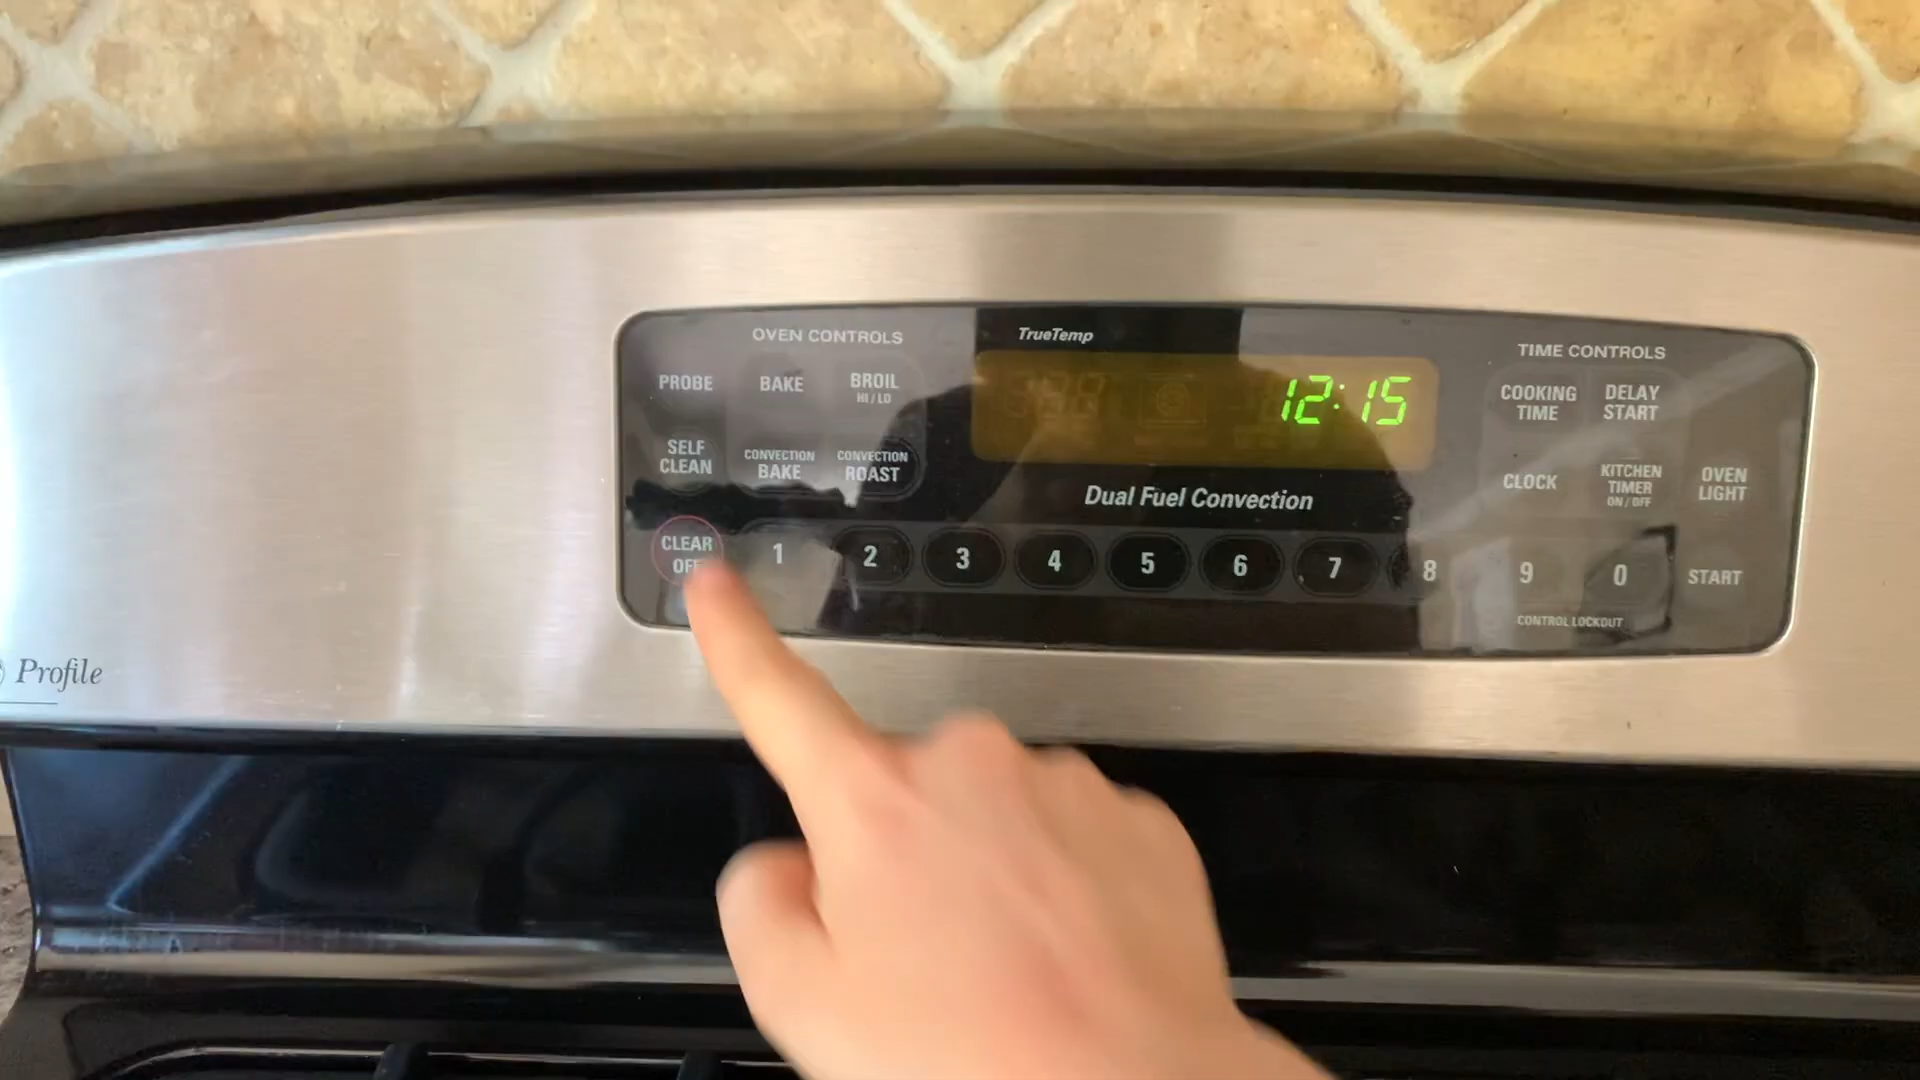 OVEN CONTROLS
PROBE
BAKE
BROIL
HI / LO
SELF
CLEAN
CONVECTION
BAKE
CONVECTION
ROAST
CLEAR
OFF
TrueTemp
12:15
Dual Fuel Convection
1 2 3 4 5 6 7 8 9 0
TIME CONTROLS
COOKING
TIME
DELAY
START
CLOCK
KITCHEN
TIMER
ON / OFF
OVEN
LIGHT
START
CONTROL LOCKOUT
Profile